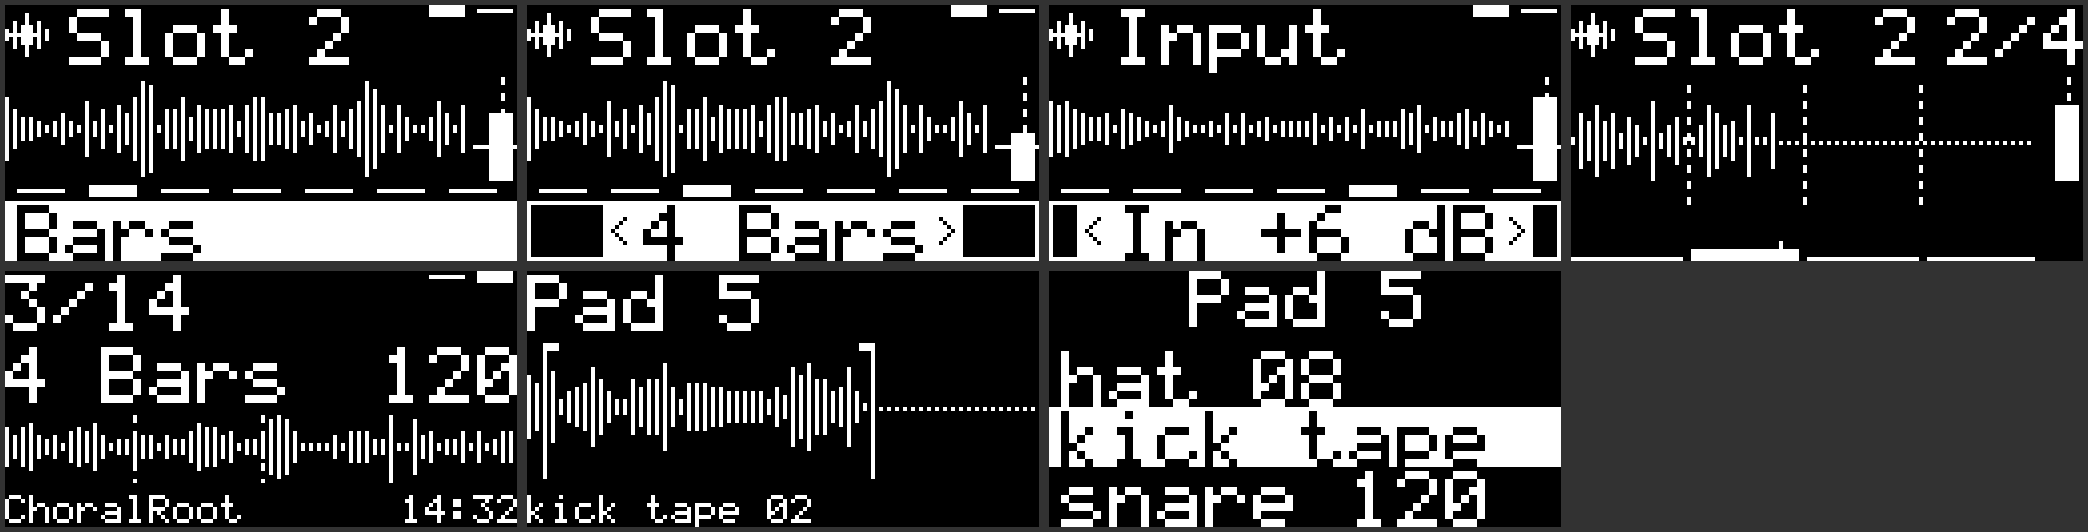 Slot 2
Bars
Slot 2
<4 Bars>
Input
<In +6 dB>
Slot 2 2/4
3/14
4 Bars 120
ChoralRoot 14:32
Pad 5
kick tape 02
Pad 5
hat 08
kick tape
snare 120